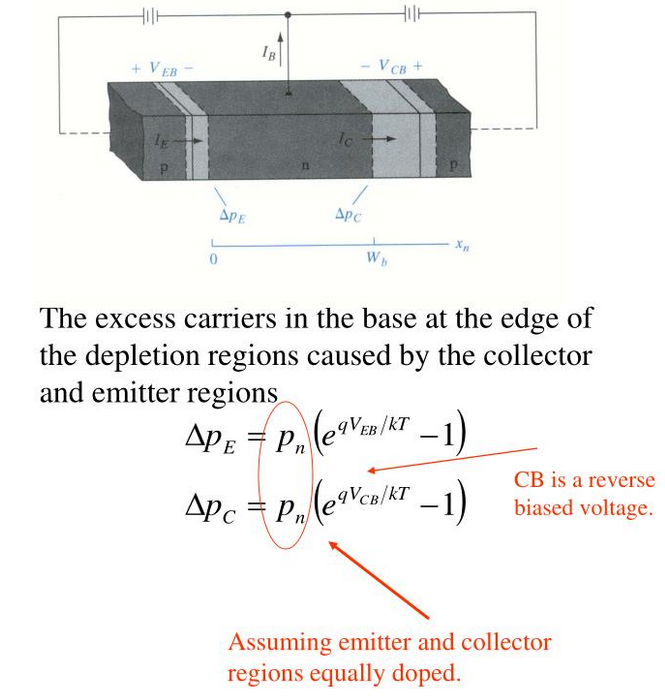 I_B
+ V_EB −
− V_CB +
I_E
I_C
p
n
p
Δp_E
Δp_C
0
W_b
x_n
The excess carriers in the base at the edge of
the depletion regions caused by the collector
and emitter regions
Δp_E = p_n(e^{qV_EB/kT} − 1)
Δp_C = p_n(e^{qV_CB/kT} − 1)
CB is a reverse
biased voltage.
Assuming emitter and collector
regions equally doped.